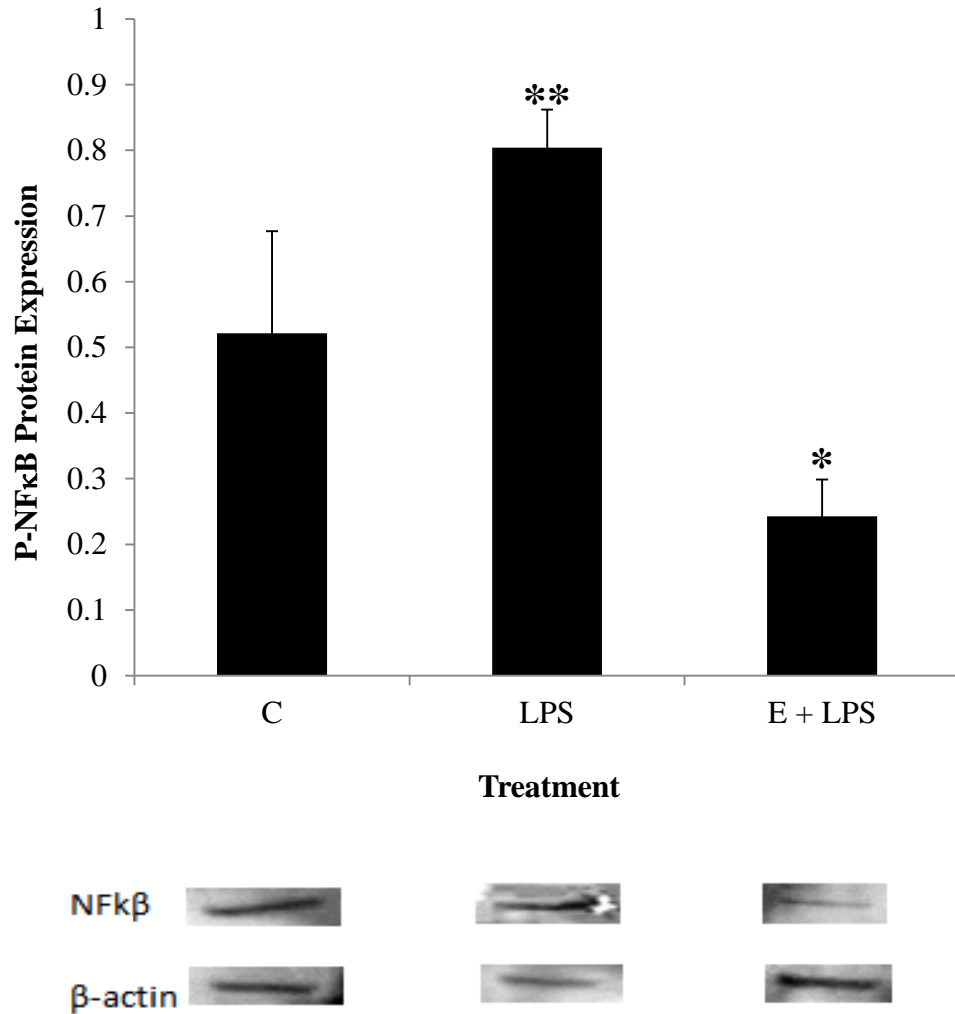 1
0.9
0.8
0.7
0.6
0.5
0.4
0.3
0.2
0.1
0
P-NFκB Protein Expression
**
*
C LPS E + LPS
Treatment
NFkβ
β-actin